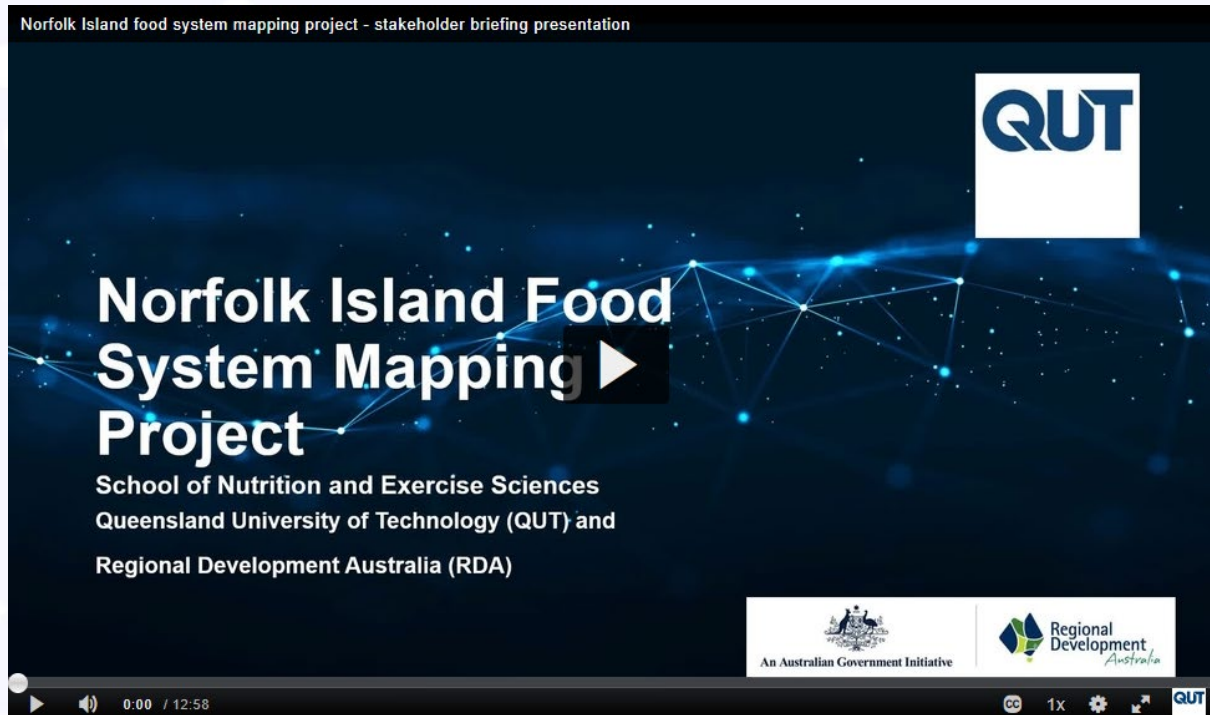 Norfolk Island food system mapping project - stakeholder briefing presentation
QUT
Norfolk Island Food
System Mapping
Project
School of Nutrition and Exercise Sciences
Queensland University of Technology (QUT) and
Regional Development Australia (RDA)
An Australian Government Initiative
Regional
Development
Australia
0:00 / 12:58
CC
1x
QUT